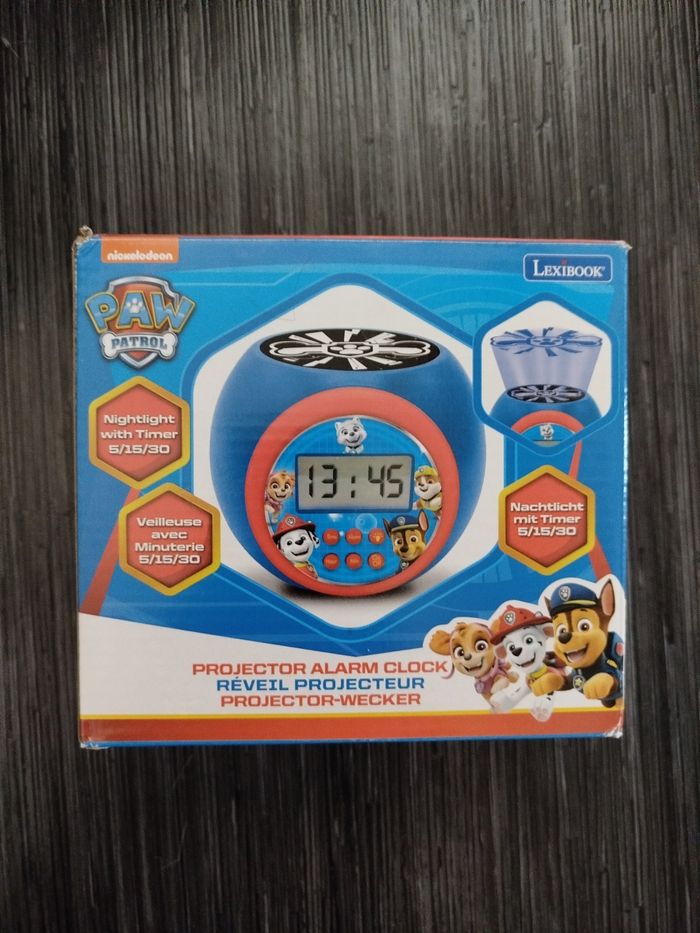 nickelodeon
LEXIBOOK®
PAW
PATROL
Nightlight
with Timer
5/15/30
13:45
Veilleuse
avec
Minuterie
5/15/30
Nachtlicht
mit Timer
5/15/30
PROJECTOR ALARM CLOCK
RÉVEIL PROJECTEUR
PROJECTOR-WECKER